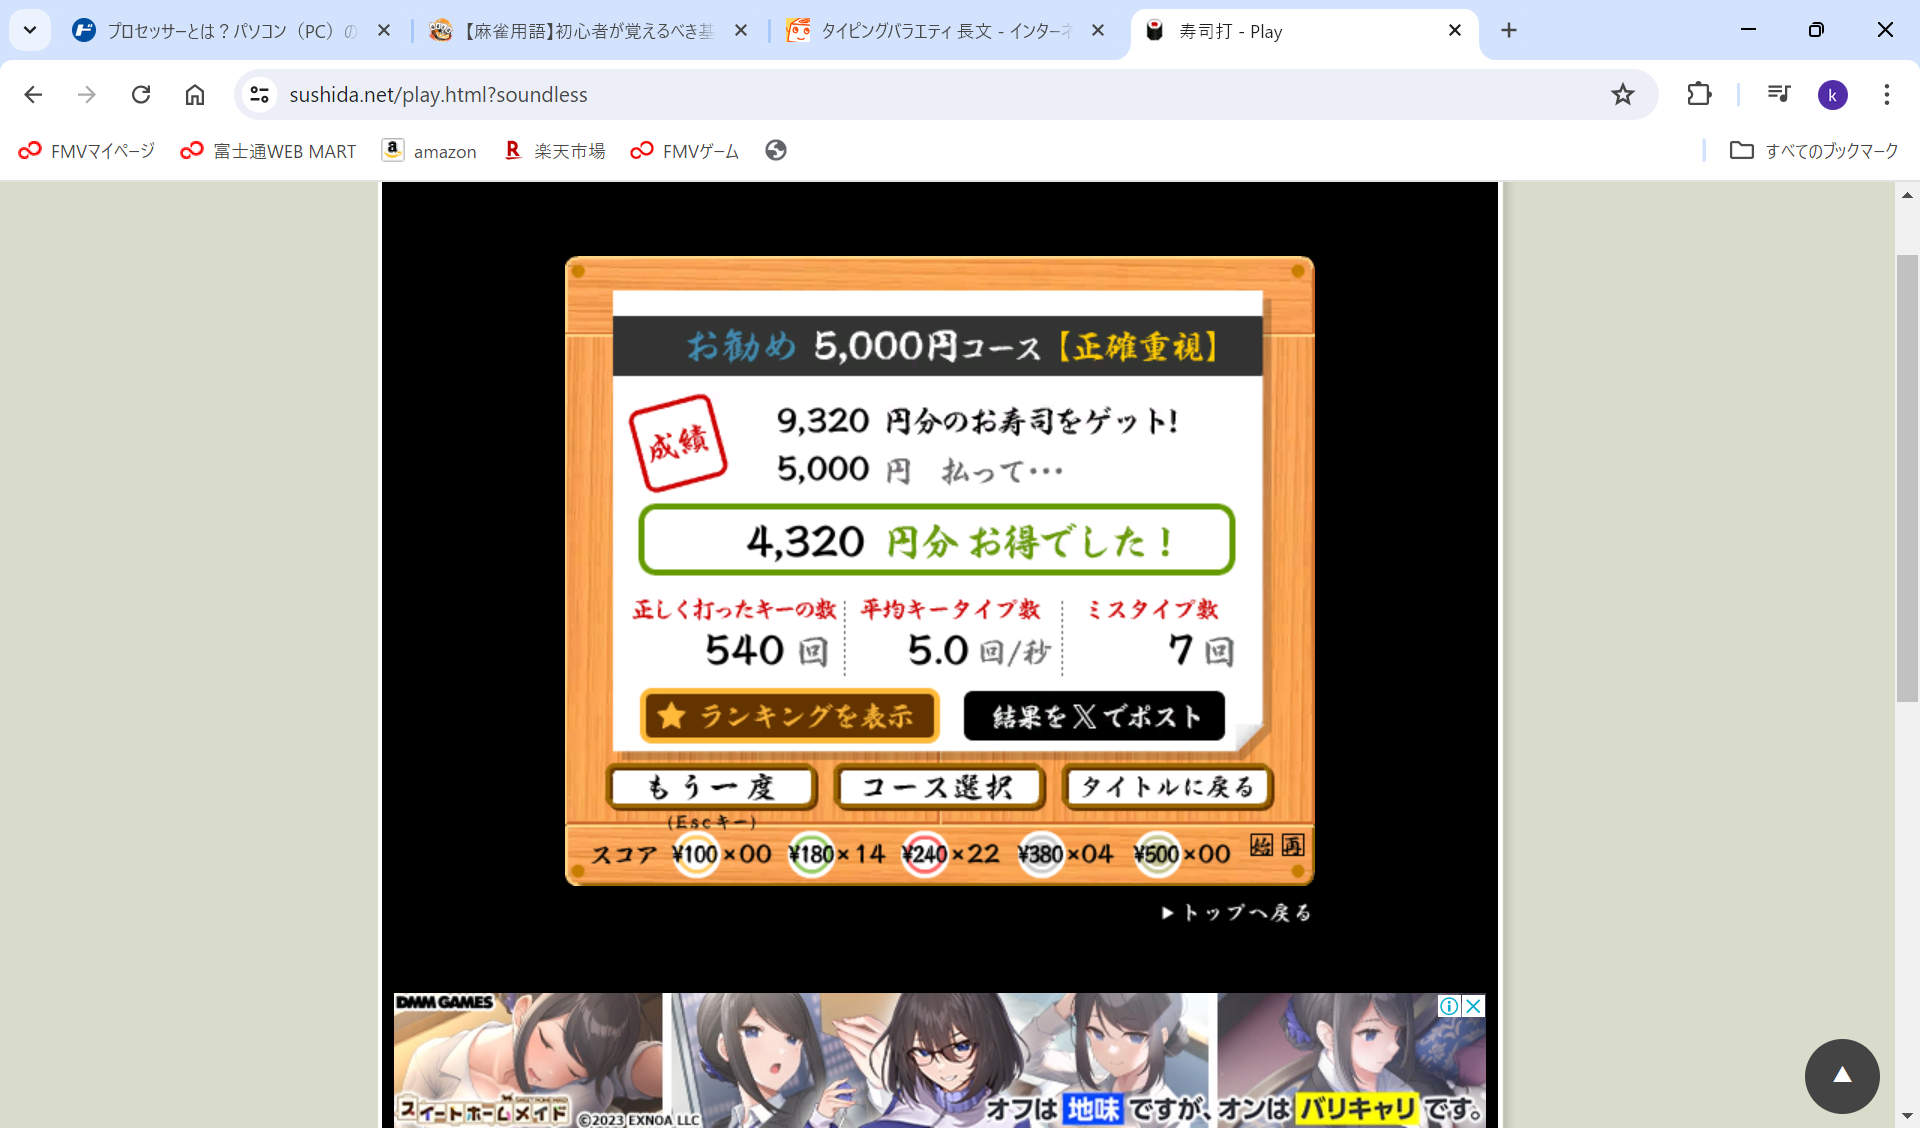 プロセッサーとは？パソコン（PC）の
【麻雀用語】初心者が覚えるべき基
タイピングバラエティ 長文 - インターネ
寿司打 - Play
sushida.net/play.html?soundless
k
FMVマイページ
富士通WEB MART
amazon
楽天市場
FMVゲーム
すべてのブックマーク
お勧め 5,000円コース【正確重視】
成績
9,320 円分のお寿司をゲット!
5,000 円 払って･･･
4,320 円分 お得でした！
正しく打ったキーの数 平均キータイプ数 ミスタイプ数
540 回 5.0 回/秒 7 回
★ ランキングを表示 結果を𝕏でポスト
もう一度 コース選択 タイトルに戻る
(Escキー)
スコア ¥100×00 ¥180×14 ¥240×22 ¥380×04 ¥500×00 始 再
▶トップへ戻る
DMM GAMES
スイートホームメイド
©2023 EXNOA LLC
オフは 地味 ですが、オンは バリキャリ です。